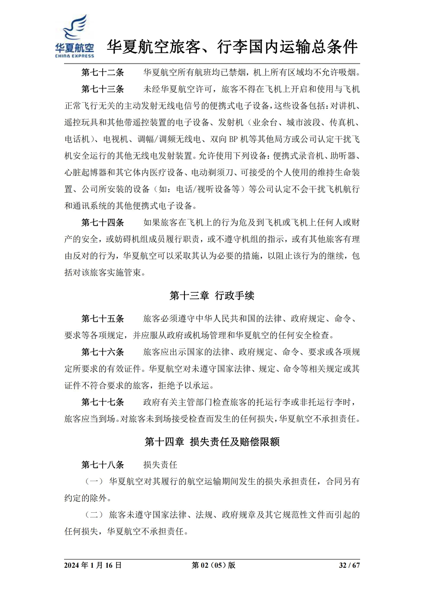 华夏航空
CHINA EXPRESS
华夏航空旅客、行李国内运输总条件
第七十二条 华夏航空所有航班均已禁烟，机上所有区域均不允许吸烟。
第七十三条 未经华夏航空许可，旅客不得在飞机上开启和使用与飞机
正常飞行无关的主动发射无线电信号的便携式电子设备，这些设备包括：对讲机、
遥控玩具和其他带遥控装置的电子设备、发射机（业余台、城市波段、传真机、
电话机）、电视机、调幅/调频无线电、双向 BP 机等其他局方或公司认定干扰飞
机安全运行的其他无线电发射装置。允许使用下列设备：便携式录音机、助听器、
心脏起博器和其它体内医疗设备、电动剃须刀、可接受的个人使用的维持生命装
置、公司所安装的设备（如：电话/视听设备等）等公司认定不会干扰飞机航行
和通讯系统的其他便携式电子设备。
第七十四条 如果旅客在飞机上的行为危及到飞机或飞机上任何人或财
产的安全，或妨碍机组成员履行职责，或不遵守机组的指示，或有其他旅客有理
由反对的行为，华夏航空可以采取其认为必要的措施，以阻止该行为的继续，包
括对该旅客实施管束。
第十三章 行政手续
第七十五条 旅客必须遵守中华人民共和国的法律、政府规定、命令、
要求等各项规定，并应服从政府或机场管理和华夏航空的任何安全检查。
第七十六条 旅客应出示国家的法律、政府规定、命令、要求或各项规
定所要求的有效证件。华夏航空对未遵守国家法律、规定、命令等相关规定或其
证件不符合要求的旅客，拒绝予以承运。
第七十七条 政府有关主管部门检查旅客的托运行李或非托运行李时，
旅客应当到场。对旅客未到场接受检查而发生的任何损失，华夏航空不承担责任。
第十四章 损失责任及赔偿限额
第七十八条 损失责任
（一） 华夏航空对其履行的航空运输期间发生的损失承担责任，合同另有
约定的除外。
（二） 旅客未遵守国家法律、法规、政府规章及其它规范性文件而引起的
任何损失，华夏航空不承担责任。
2024 年 1 月 16 日 第 02（05）版 32 / 67